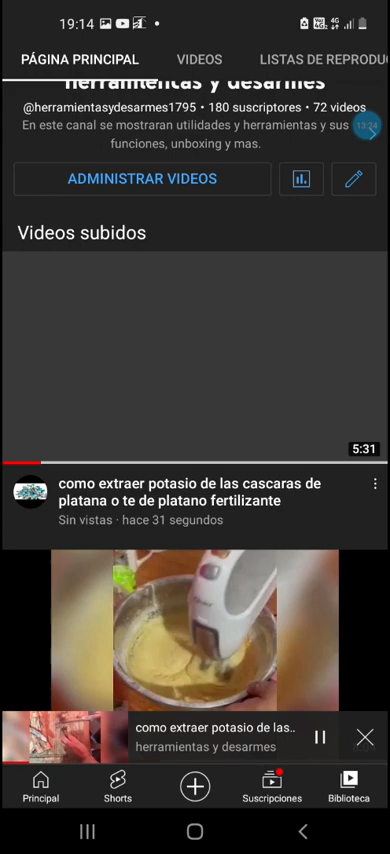 19:14
PÁGINA PRINCIPAL VIDEOS LISTAS DE REPRODU
herramientas y desarmes
@herramientasydesarmes1795 • 180 suscriptores • 72 videos
En este canal se mostraran utilidades y herramientas y sus
13:24
funciones, unboxing y mas.
ADMINISTRAR VIDEOS
Videos subidos
5:31
como extraer potasio de las cascaras de
platana o te de platano fertilizante
Sin vistas · hace 31 segundos
como extraer potasio de las..
herramientas y desarmes
Principal Shorts Suscripciones Biblioteca